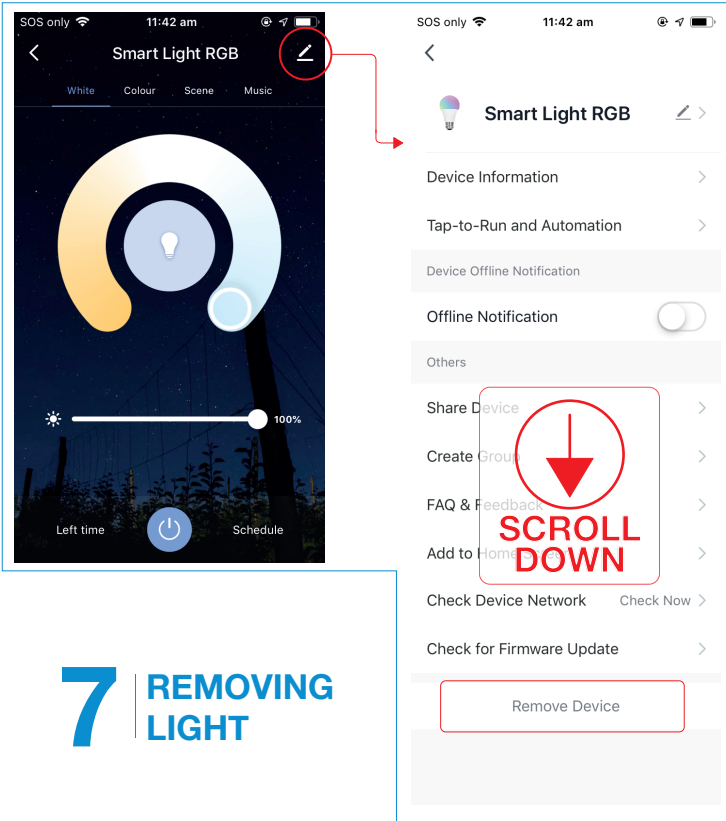 SOS only 11:42 am
Smart Light RGB
White Colour Scene Music
100%
Left time Schedule
7 REMOVING
LIGHT
SOS only 11:42 am
Smart Light RGB
Device Information
Tap-to-Run and Automation
Device Offline Notification
Offline Notification
Others
Share Device
Create Group
FAQ & Feedback
Add to Home Screen
SCROLL
DOWN
Check Device Network Check Now
Check for Firmware Update
Remove Device